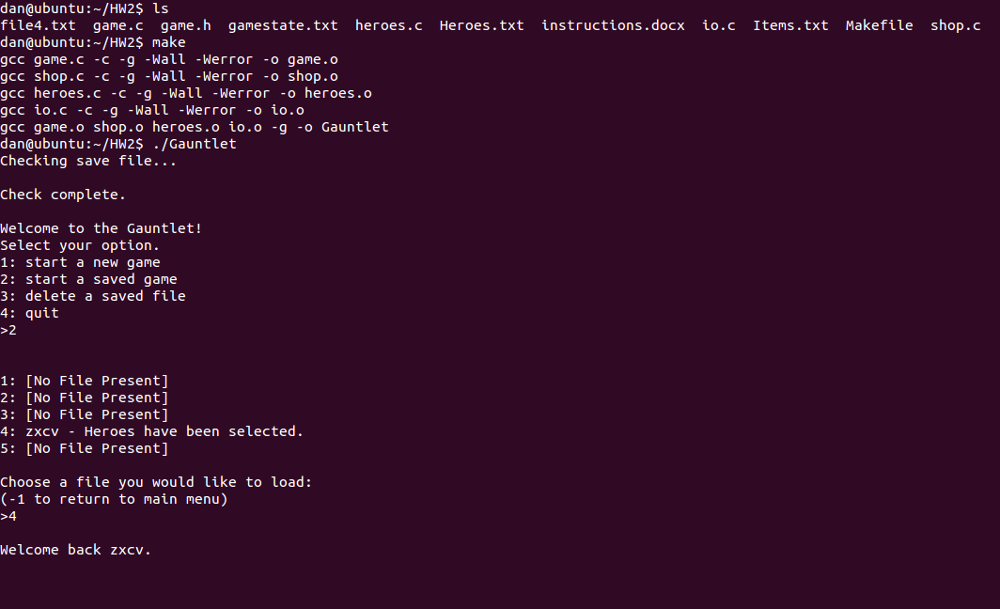 dan@ubuntu:~/HW2$ ls
file4.txt  game.c  game.h  gamestate.txt  heroes.c  Heroes.txt  instructions.docx  io.c  Items.txt  Makefile  shop.c
dan@ubuntu:~/HW2$ make
gcc game.c -c -g -Wall -Werror -o game.o
gcc shop.c -c -g -Wall -Werror -o shop.o
gcc heroes.c -c -g -Wall -Werror -o heroes.o
gcc io.c -c -g -Wall -Werror -o io.o
gcc game.o shop.o heroes.o io.o -g -o Gauntlet
dan@ubuntu:~/HW2$ ./Gauntlet
Checking save file...
Check complete.
Welcome to the Gauntlet!
Select your option.
1: start a new game
2: start a saved game
3: delete a saved file
4: quit
>2
1: [No File Present]
2: [No File Present]
3: [No File Present]
4: zxcv - Heroes have been selected.
5: [No File Present]
Choose a file you would like to load:
(-1 to return to main menu)
>4
Welcome back zxcv.